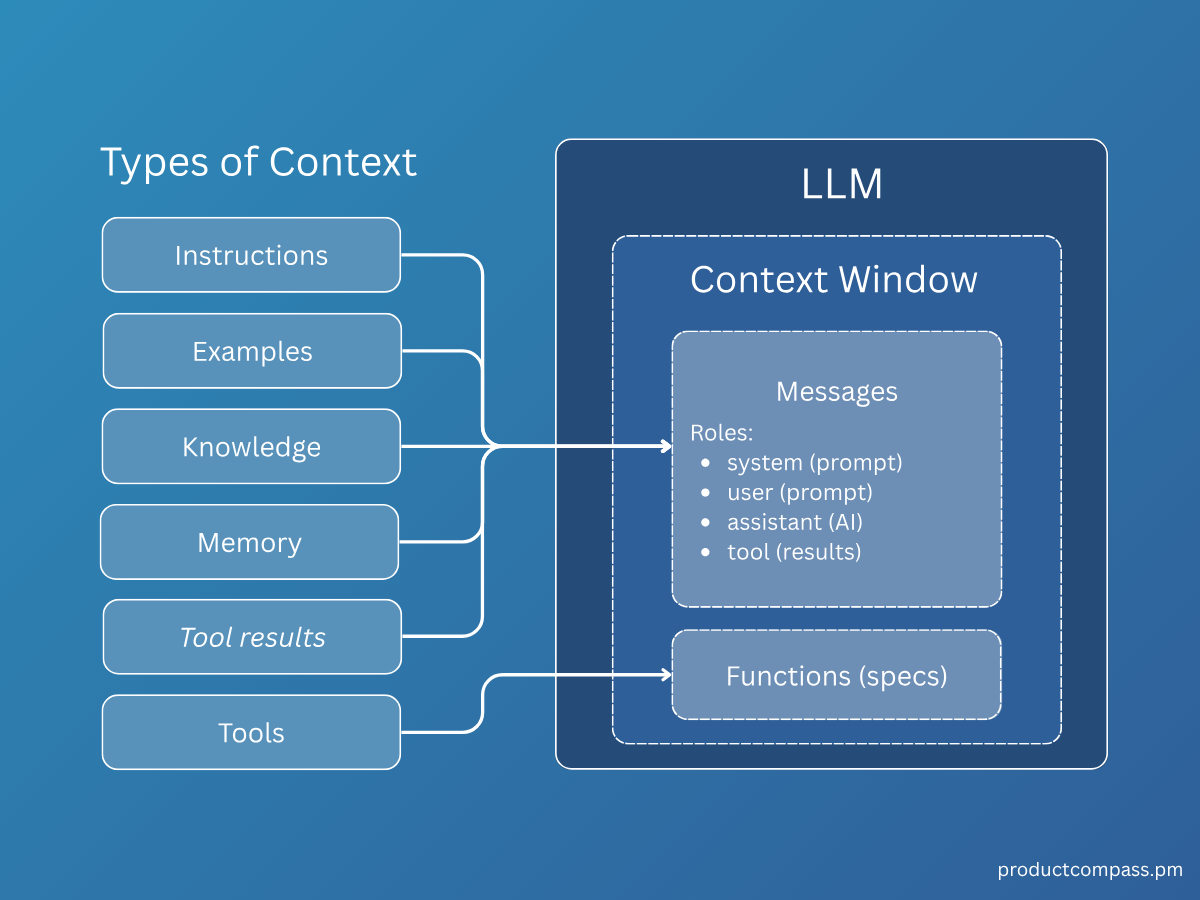 Types of Context
Instructions
Examples
Knowledge
Memory
Tool results
Tools
LLM
Context Window
Messages
Roles:
• system (prompt)
• user (prompt)
• assistant (AI)
• tool (results)
Functions (specs)
productcompass.pm